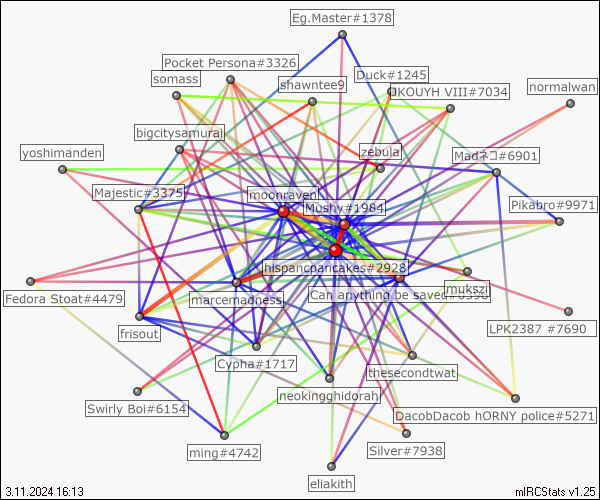 Eg.Master#1378
Pocket Persona#3326
Duck#1245
somass
shawntee9
UKOUYH VIII#7034
normalwan
bigcitysamurai
yoshimanden
zebula
Madネコ#6901
Majestic#3375
moonraven
Mushy#1984
Pikabro#9971
hispanicpancakes#2928
mukszi
Fedora Stoat#4479
marcemadness
Can anything be saved
LPK2387 #7690
frisout
Cypha#1717
thesecondtwat
neokingghidorah
Swirly Boi#6154
DacobDacob hORNY police#5271
ming#4742
Silver#7938
eliakith
3.11.2024 16:13
mIRCStats v1.25